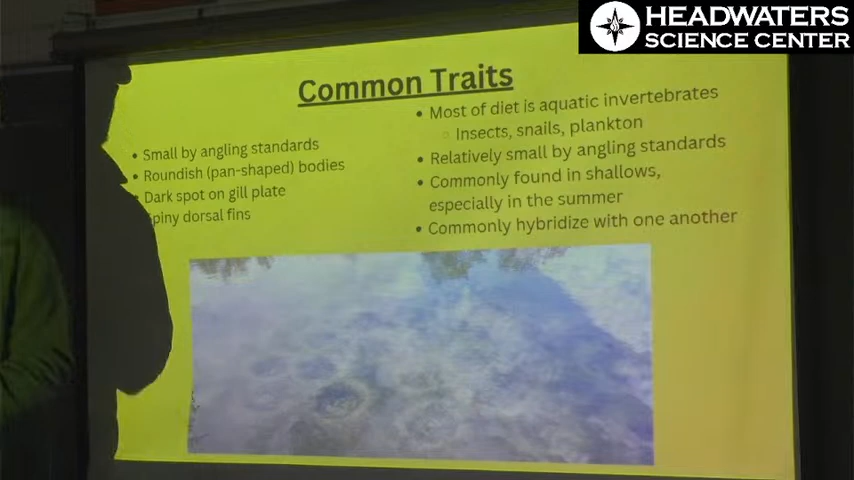 HEADWATERS
SCIENCE CENTER
Common Traits
• Small by angling standards
• Roundish (pan-shaped) bodies
• Dark spot on gill plate
dorsal fins
• Most of diet is aquatic invertebrates
○ Insects, snails, plankton
• Relatively small by angling standards
• Commonly found in shallows,
especially in the summer
• Commonly hybridize with one another